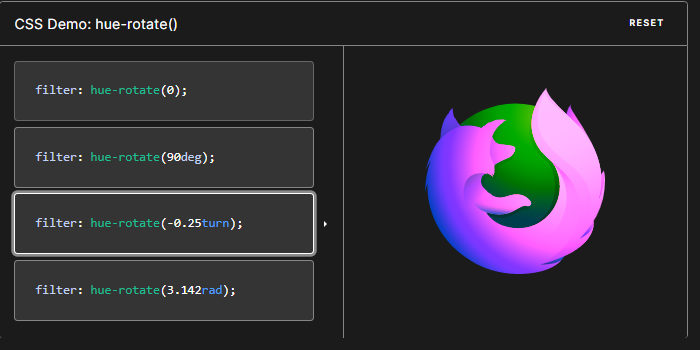 CSS Demo: hue-rotate()
RESET
filter: hue-rotate(0);
filter: hue-rotate(90deg);
filter: hue-rotate(-0.25turn);
filter: hue-rotate(3.142rad);